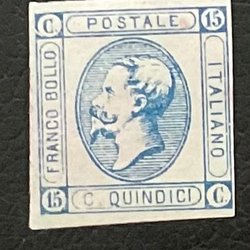 C. POSTALE 15
FRANCO BOLLO
ITALIANO
15 C. QUINDICI C.